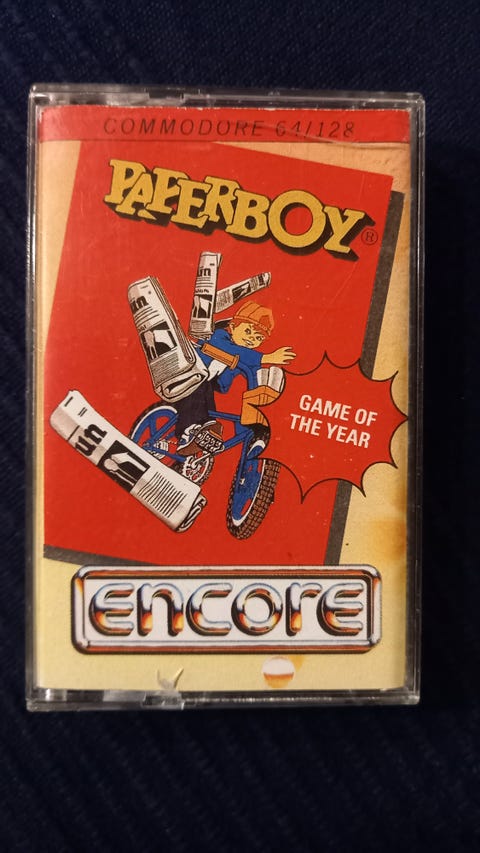 COMMODORE 64/128
PAPERBOY®
GAME OF
THE YEAR
encore